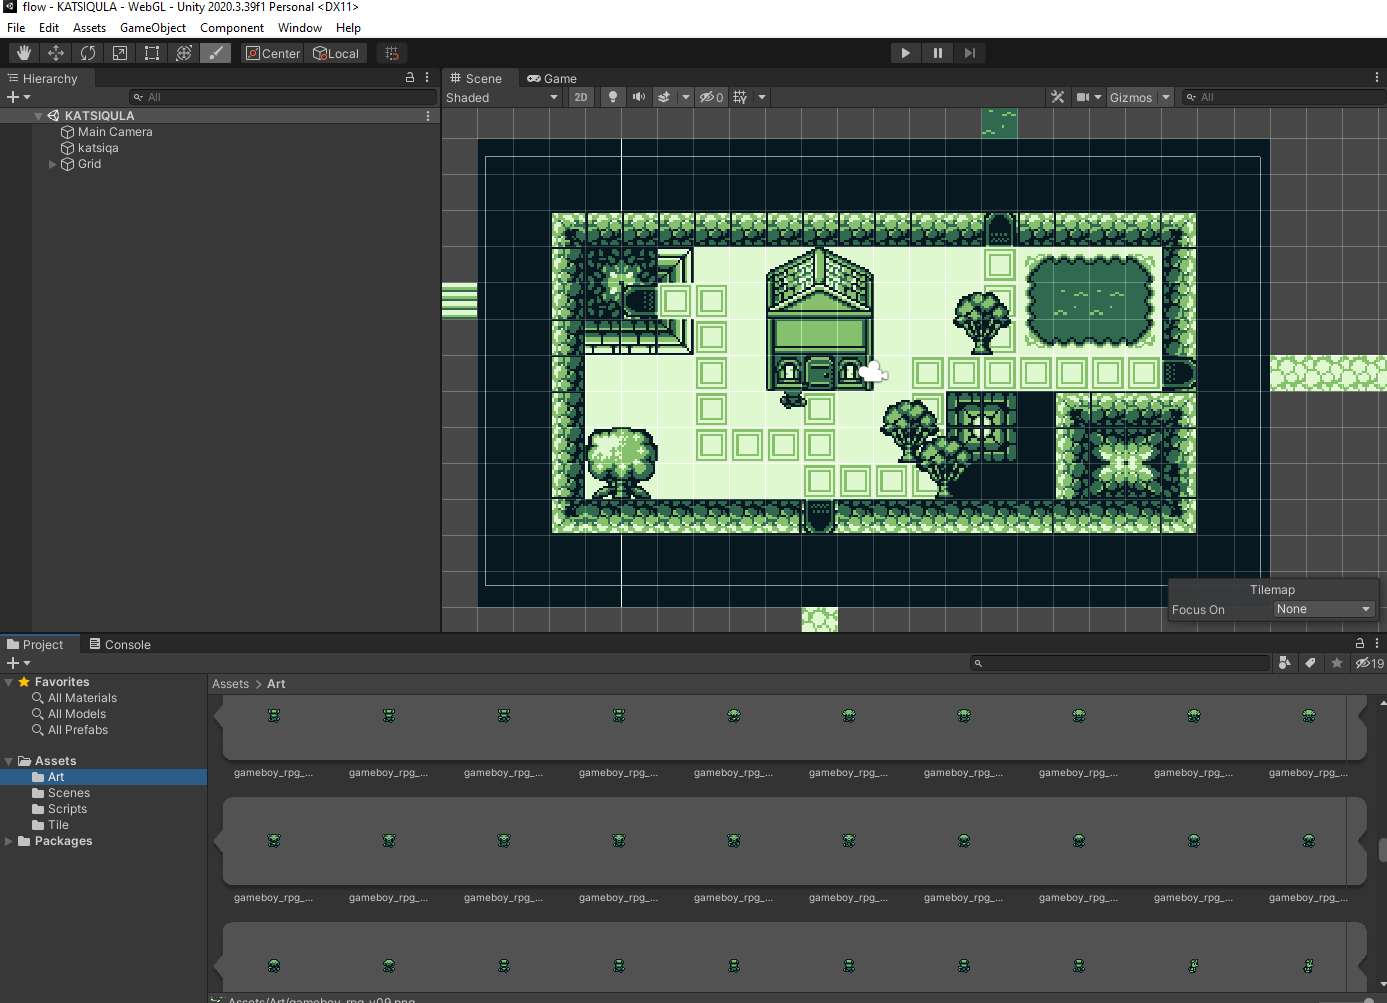 flow - KATSIQULA - WebGL - Unity 2020.3.39f1 Personal <DX11>
File Edit Assets GameObject Component Window Help
Center Local
Hierarchy
All
KATSIQULA
Main Camera
katsiqa
Grid
Scene Game
Shaded 2D 0 Gizmos All
Tilemap
Focus On None
Project Console
19
Favorites
All Materials
All Models
All Prefabs
Assets
Art
Scenes
Scripts
Tile
Packages
Assets > Art
gameboy_rpg_... gameboy_rpg_... gameboy_rpg_... gameboy_rpg_... gameboy_rpg_... gameboy_rpg_... gameboy_rpg_... gameboy_rpg_... gameboy_rpg_... gameboy_rpg_...
gameboy_rpg_... gameboy_rpg_... gameboy_rpg_... gameboy_rpg_... gameboy_rpg_... gameboy_rpg_... gameboy_rpg_... gameboy_rpg_... gameboy_rpg_... gameboy_rpg_...
Assets/Art/gameboy_rpg_v09.png